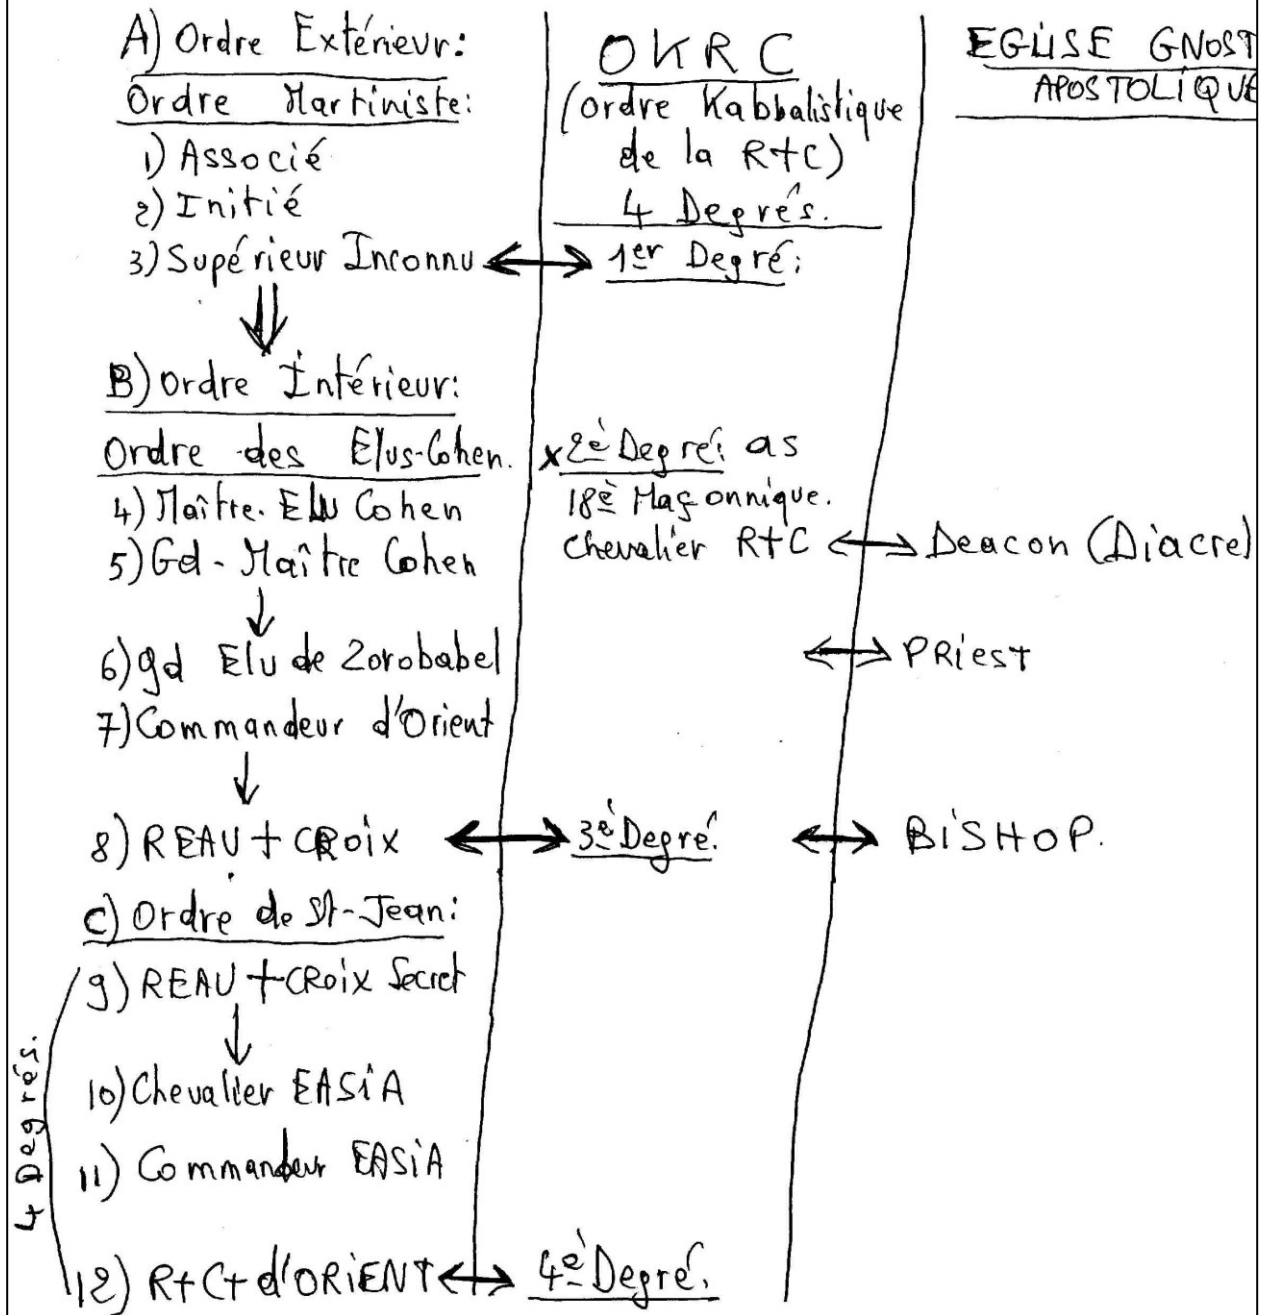 A) Ordre Extérieur:
Ordre Martiniste:
1) Associé
2) Initié
3) Supérieur Inconnu
B) Ordre Intérieur:
Ordre des Elus-Cohen.
4) Maître. Elu Cohen
5) Gd - Maître Cohen
6) gd Elu de Zorobabel
7) Commandeur d'Orient
8) REAU + CROiX
C) Ordre de St-Jean:
9) REAU + CROiX Secret
10) Chevalier EASiA
11) Commandeur EASiA
12) R+C+ d'ORiENT
4 Degrés.
OKRC
(Ordre Kabbalistique
de la R+C)
4 Degrés.
1er Degré:
x 2è Degré: as
18è Maçonnique.
Chevalier R+C
3è Degré.
4è Degré.
EGLiSE GNOST
APOSTOLiQUE
Deacon (Diacre)
PRiesT
BiSHOP.